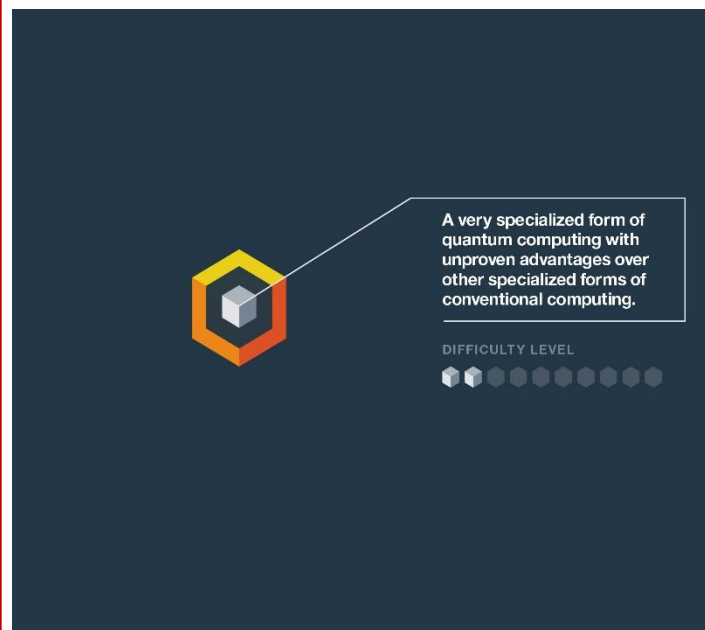 A very specialized form of
quantum computing with
unproven advantages over
other specialized forms of
conventional computing.
DIFFICULTY LEVEL